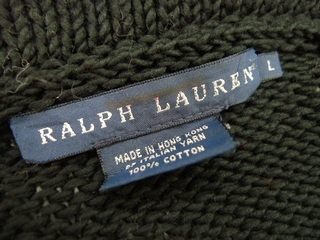 RALPH LAUREN
L
MADE IN HONG KONG
OF ITALIAN YARN
100% COTTON